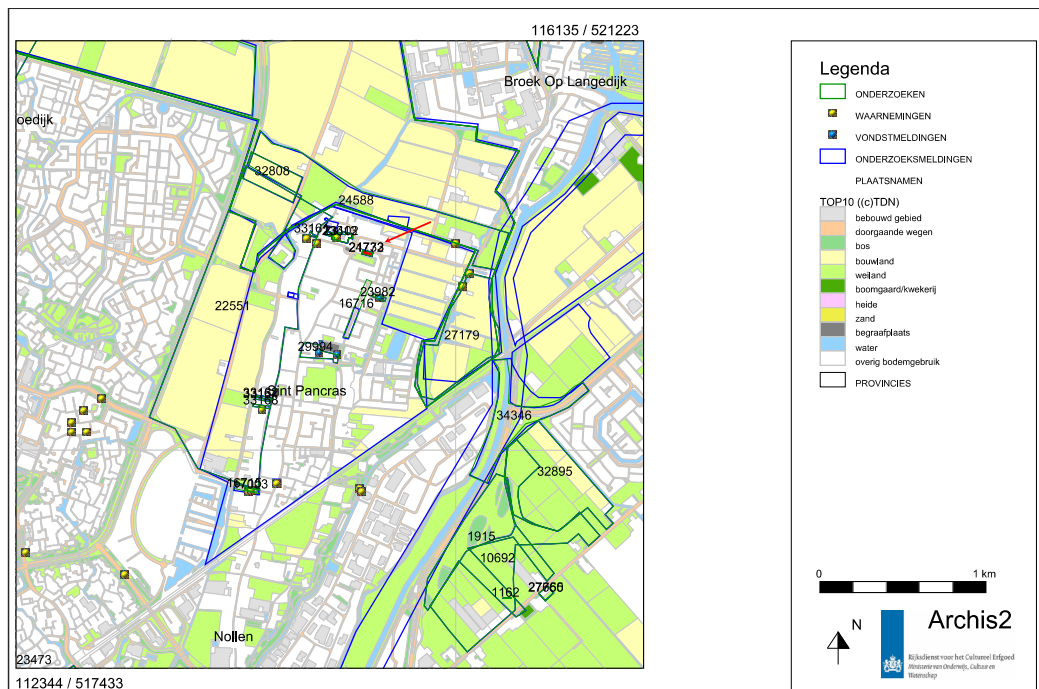 116135 / 521223
Broek Op Langedijk
oedijk
32808
24588
24733
23982
16716
22551
27179
29994
Sint Pancras
33168
34346
32895
1915
10692
1162
Nollen
23473
112344 / 517433
Legenda
ONDERZOEKEN
WAARNEMINGEN
VONDSTMELDINGEN
ONDERZOEKSMELDINGEN
PLAATSNAMEN
TOP10 ((c)TDN)
bebouwd gebied
doorgaande wegen
bos
bouwland
weiland
boomgaard/kwekerij
heide
zand
begraafplaats
water
overig bodemgebruik
PROVINCIES
0 1 km
N
Archis2
Rijksdienst voor het Cultureel Erfgoed
Ministerie van Onderwijs, Cultuur en
Wetenschap